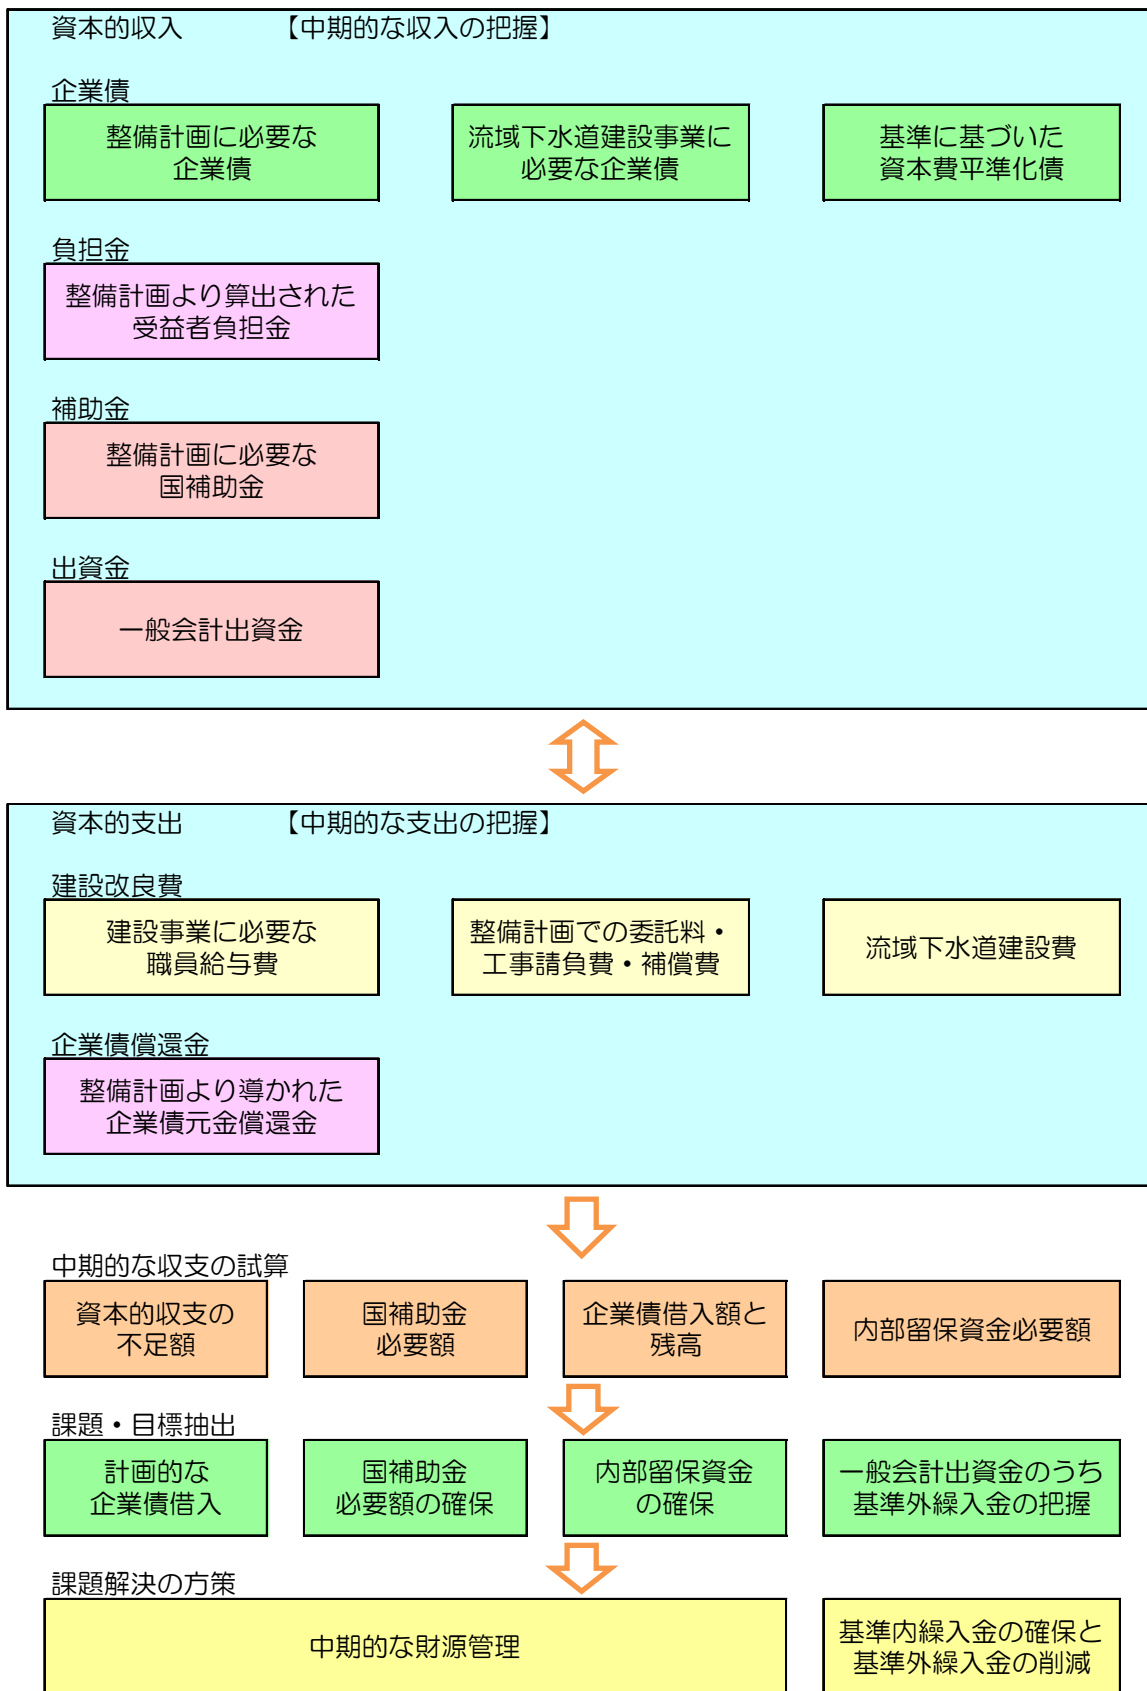 資本的収入 【中期的な収入の把握】
企業債
整備計画に必要な
企業債
流域下水道建設事業に
必要な企業債
基準に基づいた
資本費平準化債
負担金
整備計画より算出された
受益者負担金
補助金
整備計画に必要な
国補助金
出資金
一般会計出資金
資本的支出 【中期的な支出の把握】
建設改良費
建設事業に必要な
職員給与費
整備計画での委託料・
工事請負費・補償費
流域下水道建設費
企業債償還金
整備計画より導かれた
企業債元金償還金
中期的な収支の試算
資本的収支の
不足額
国補助金
必要額
企業債借入額と
残高
内部留保資金必要額
課題・目標抽出
計画的な
企業債借入
国補助金
必要額の確保
内部留保資金
の確保
一般会計出資金のうち
基準外繰入金の把握
課題解決の方策
中期的な財源管理
基準内繰入金の確保と
基準外繰入金の削減